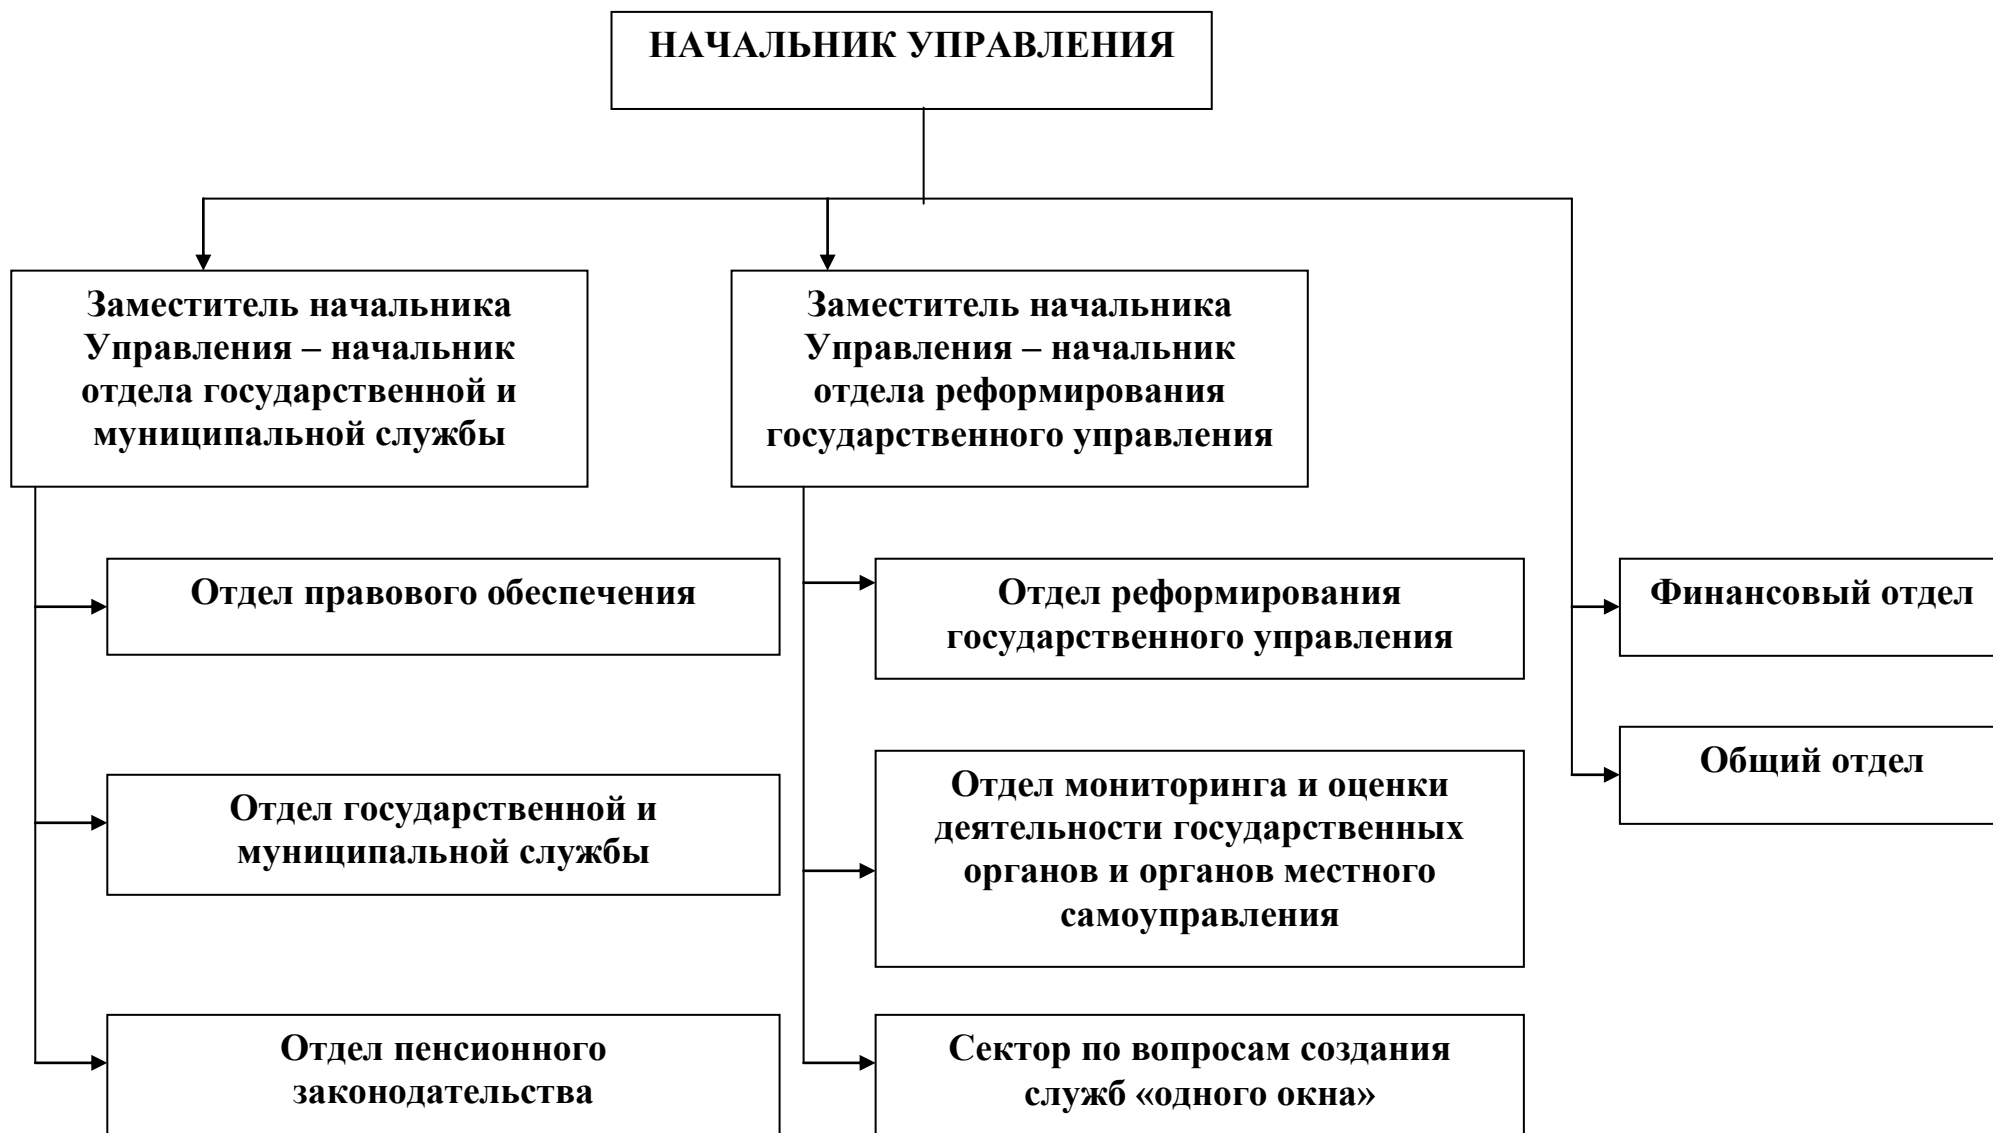 НАЧАЛЬНИК УПРАВЛЕНИЯ
Заместитель начальника
Управления – начальник
отдела государственной и
муниципальной службы
Заместитель начальника
Управления – начальник
отдела реформирования
государственного управления
Отдел правового обеспечения
Отдел государственной и
муниципальной службы
Отдел пенсионного
законодательства
Отдел реформирования
государственного управления
Отдел мониторинга и оценки
деятельности государственных
органов и органов местного
самоуправления
Сектор по вопросам создания
служб «одного окна»
Финансовый отдел
Общий отдел